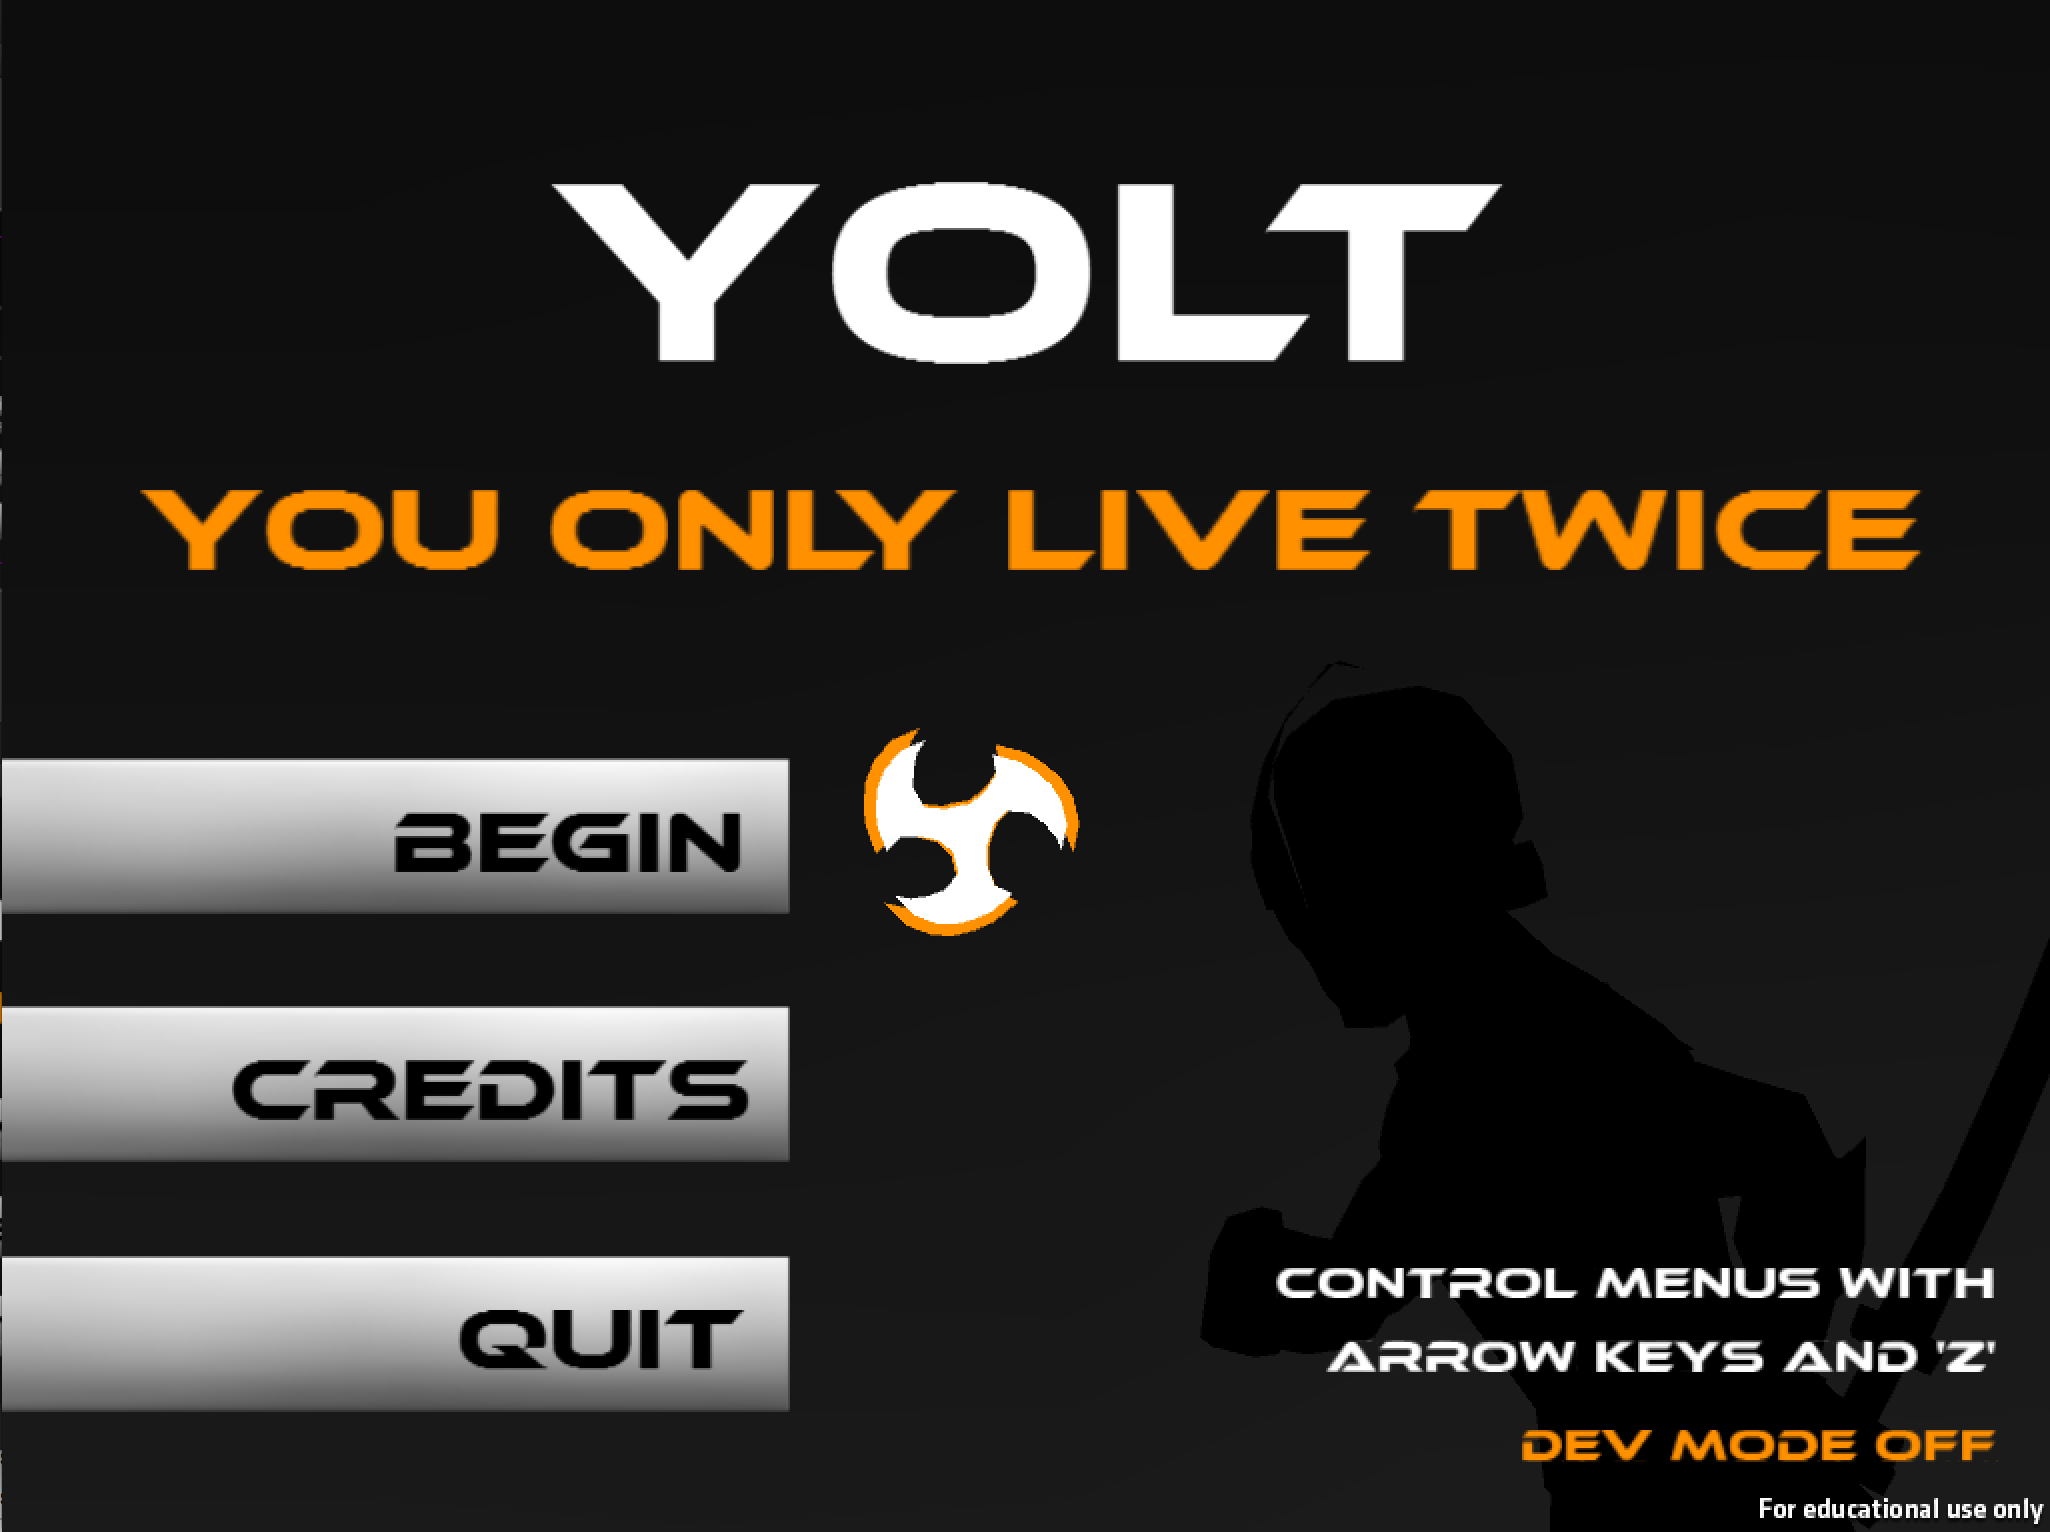 YOLT
YOU ONLY LIVE TWICE
BEGIN
CREDITS
QUIT
CONTROL MENUS WITH
ARROW KEYS AND 'Z'
DEV MODE OFF
For educational use only